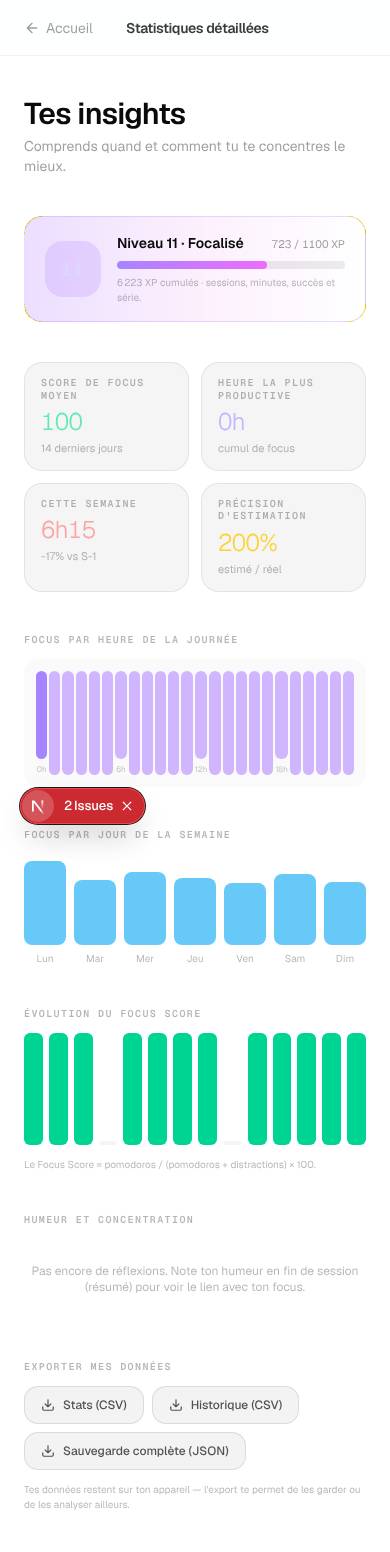 Accueil
Statistiques détaillées
Tes insights
Comprends quand et comment tu te concentres le
mieux.
Niveau 11 · Focalisé
723 / 1100 XP
6 223 XP cumulés · sessions, minutes, succès et
série.
SCORE DE FOCUS
MOYEN
100
14 derniers jours
HEURE LA PLUS
PRODUCTIVE
0h
cumul de focus
CETTE SEMAINE
6h15
-17% vs S-1
PRÉCISION
D'ESTIMATION
200%
estimé / réel
FOCUS PAR HEURE DE LA JOURNÉE
0h 6h 12h 18h
N 2 Issues
FOCUS PAR JOUR DE LA SEMAINE
Lun Mar Mer Jeu Ven Sam Dim
ÉVOLUTION DU FOCUS SCORE
Le Focus Score = pomodoros / (pomodoros + distractions) × 100.
HUMEUR ET CONCENTRATION
Pas encore de réflexions. Note ton humeur en fin de session
(résumé) pour voir le lien avec ton focus.
EXPORTER MES DONNÉES
Stats (CSV)
Historique (CSV)
Sauvegarde complète (JSON)
Tes données restent sur ton appareil — l'export te permet de les garder ou
de les analyser ailleurs.